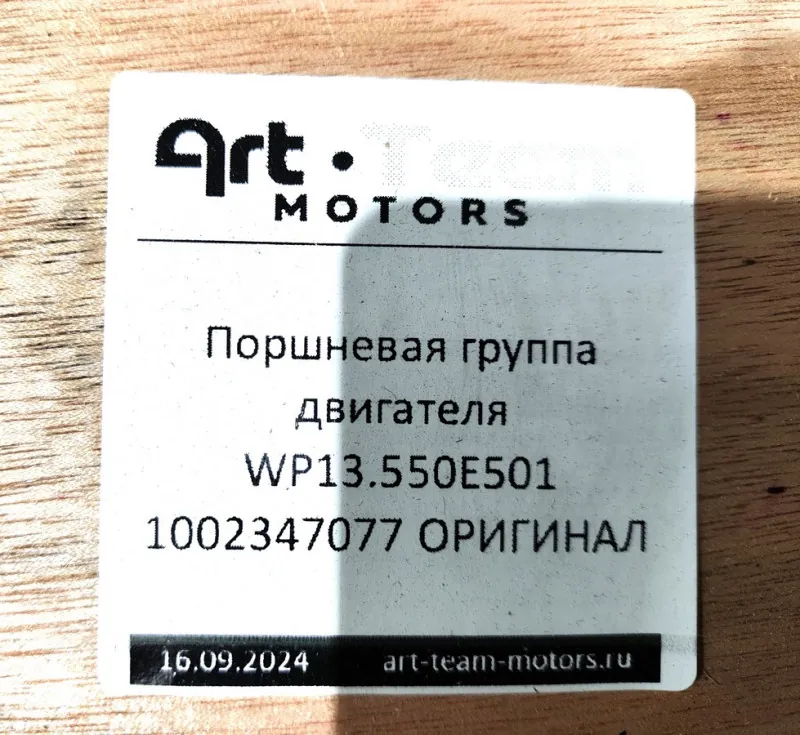 Art·Team
MOTORS
Поршневая группа
двигателя
WP13.550E501
1002347077 ОРИГИНАЛ
16.09.2024 art-team-motors.ru